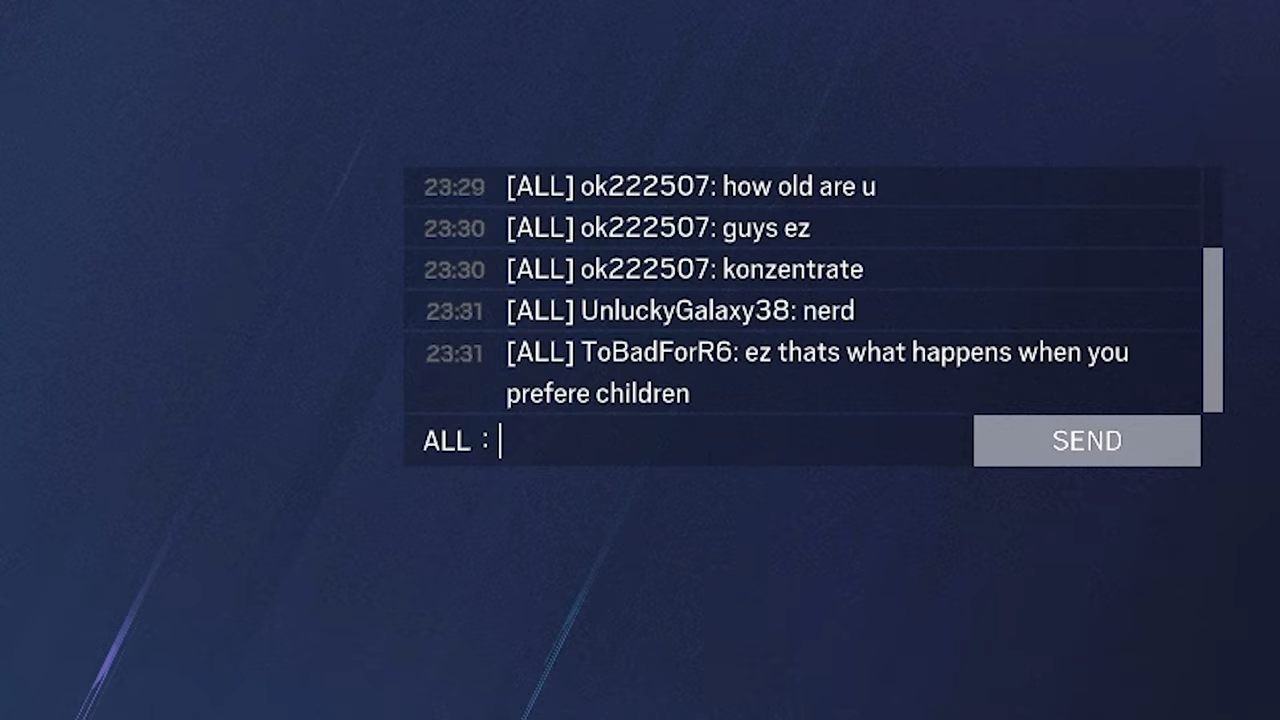 23:29 [ALL] ok222507: how old are u
23:30 [ALL] ok222507: guys ez
23:30 [ALL] ok222507: konzentrate
23:31 [ALL] UnluckyGalaxy38: nerd
23:31 [ALL] ToBadForR6: ez thats what happens when you
prefere children
ALL : SEND